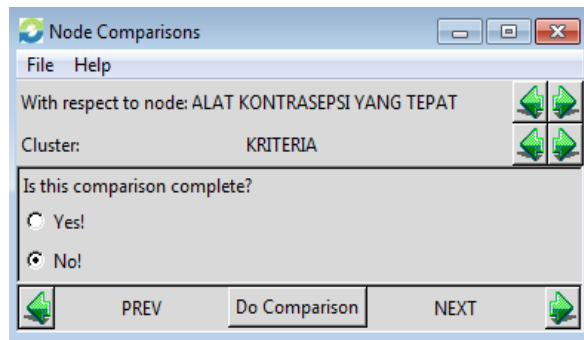 Node Comparisons
File Help
With respect to node: ALAT KONTRASEPSI YANG TEPAT
Cluster: KRITERIA
Is this comparison complete?
Yes!
No!
PREV Do Comparison NEXT